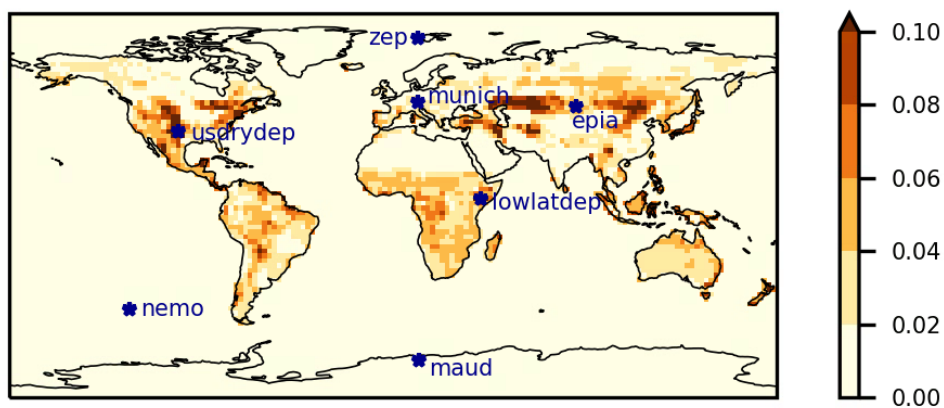 zep
munich
epia
usdrydep
lowlatdep
nemo
maud
0.10
0.08
0.06
0.04
0.02
0.00